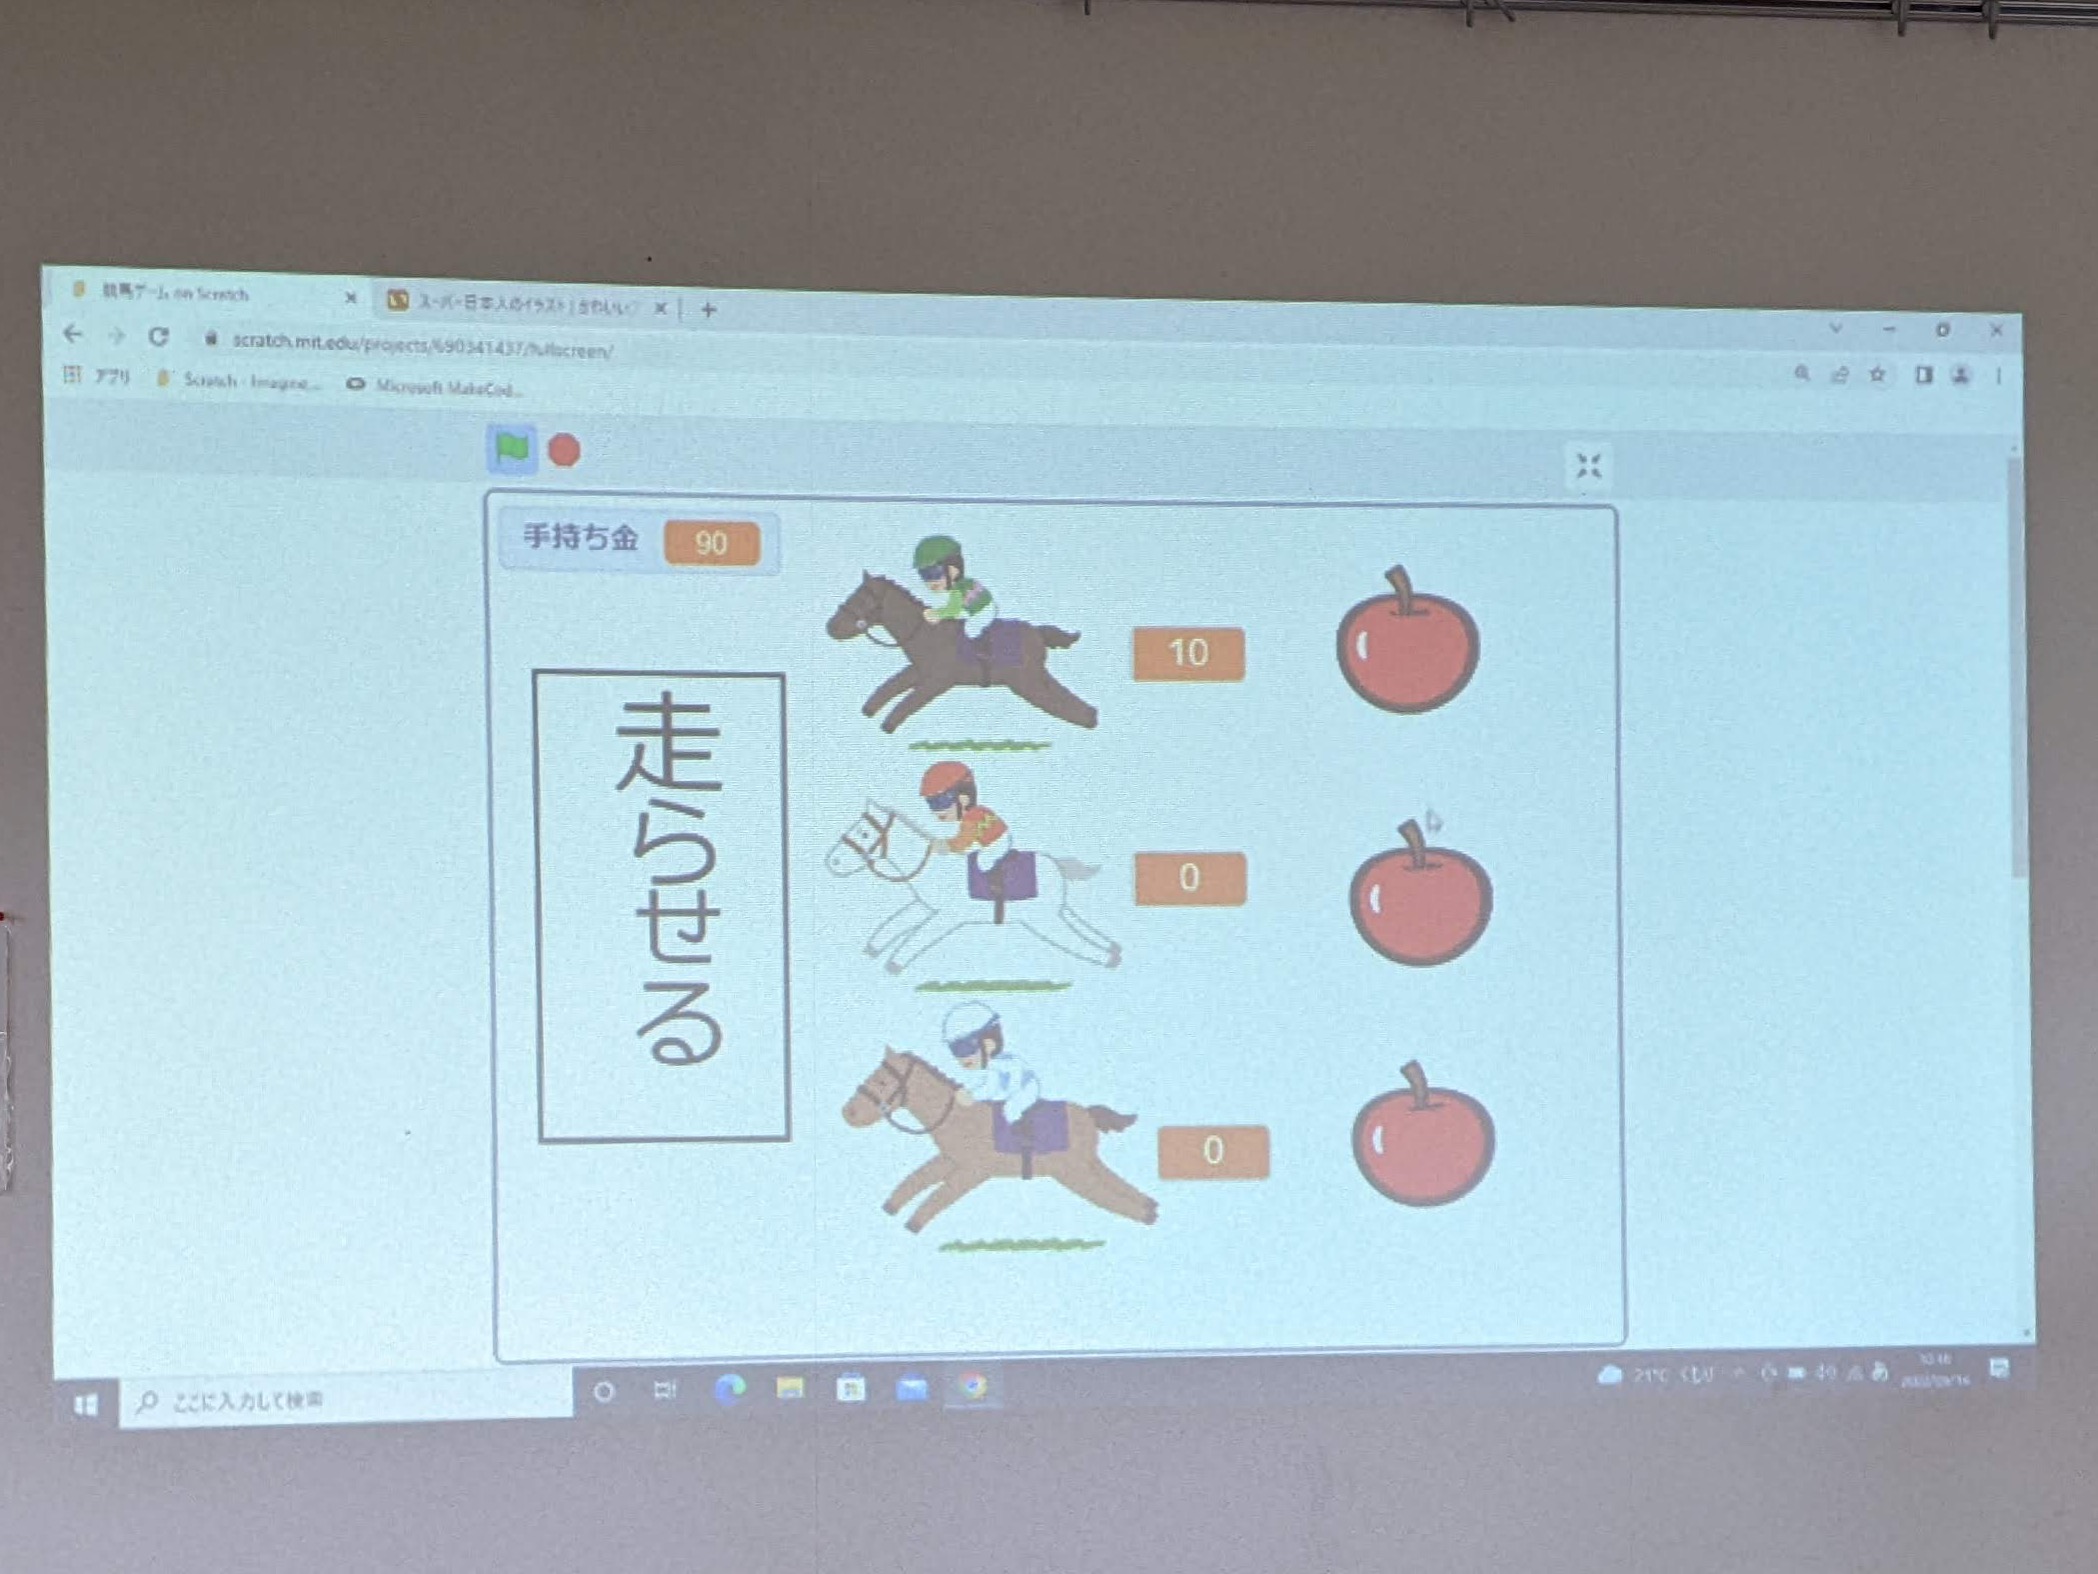 競馬ゲーム on Scratch
スーパー日本人のイラスト | かわいい
scratch.mit.edu/projects/690341437/fullscreen/
アプリ Scratch - Imagine... Microsoft MakeCod...
手持ち金 90
走らせる
10
0
0
ここに入力して検索
21°C くもり あ